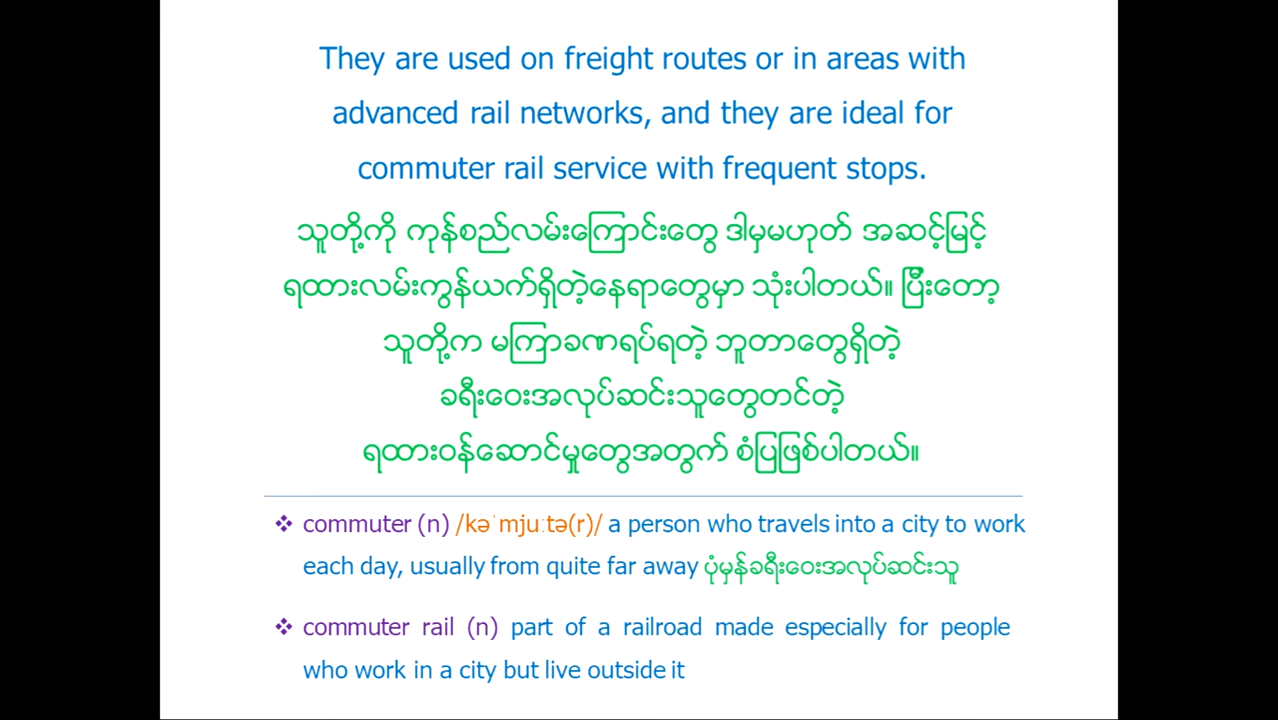 They are used on freight routes or in areas with
advanced rail networks, and they are ideal for
commuter rail service with frequent stops.
သူတို့ကို ကုန်စည်လမ်းကြောင်းတွေ ဒါမှမဟုတ် အဆင့်မြင့်
ရထားလမ်းကွန်ယက်ရှိတဲ့နေရာတွေမှာ သုံးပါတယ်။ ပြီးတော့
သူတို့က မကြာခဏရပ်ရတဲ့ ဘူတာတွေရှိတဲ့
ခရီးဝေးအလုပ်ဆင်းသူတွေတင်တဲ့
ရထားဝန်ဆောင်မှုတွေအတွက် စံပြဖြစ်ပါတယ်။
❖ commuter (n) /kəˈmjuːtə(r)/ a person who travels into a city to work
each day, usually from quite far away ပုံမှန်ခရီးဝေးအလုပ်ဆင်းသူ
❖ commuter rail (n) part of a railroad made especially for people
who work in a city but live outside it